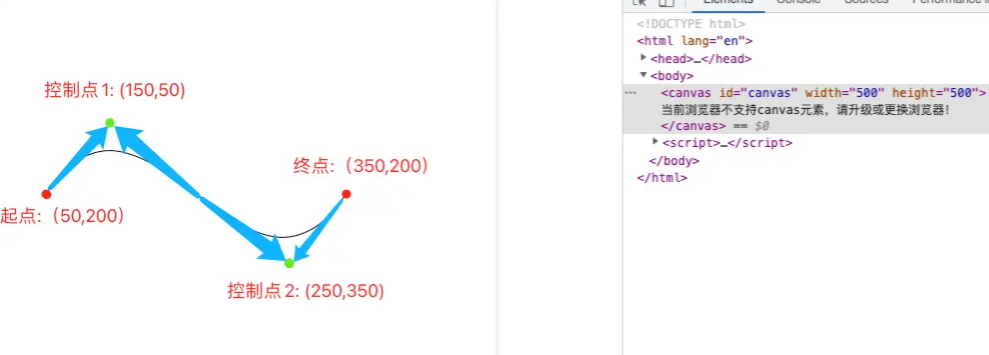 控制点1: (150,50)
终点:（350,200）
起点:（50,200）
控制点2: (250,350)
Elements Console Sources Performance
<!DOCTYPE html>
<html lang="en">
<head>…</head>
<body>
<canvas id="canvas" width="500" height="500">
当前浏览器不支持canvas元素，请升级或更换浏览器！
</canvas> == $0
<script>…</script>
</body>
</html>